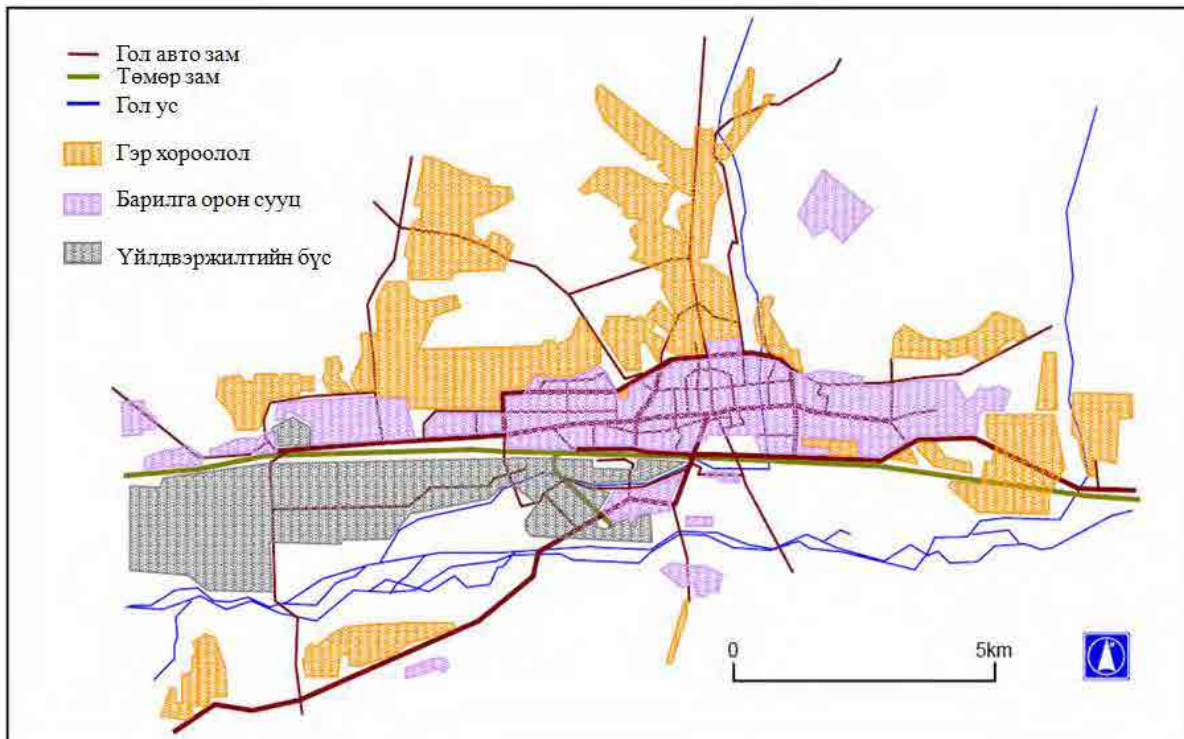 Гол авто зам
Төмөр зам
Гол ус
Гэр хороолол
Барилга орон сууц
Үйлдвэржилтийн бүс
0 5km